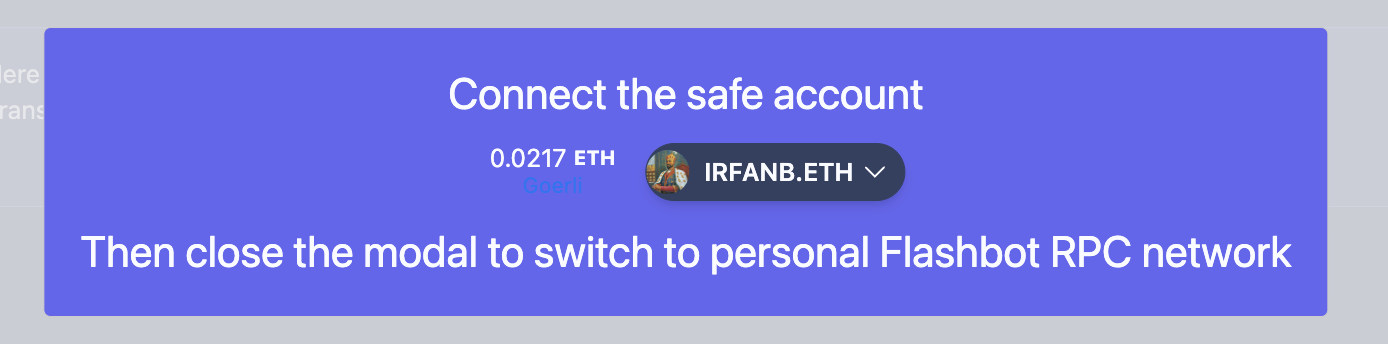 Connect the safe account
0.0217 ETH
IRFANB.ETH
Goerli
Then close the modal to switch to personal Flashbot RPC network